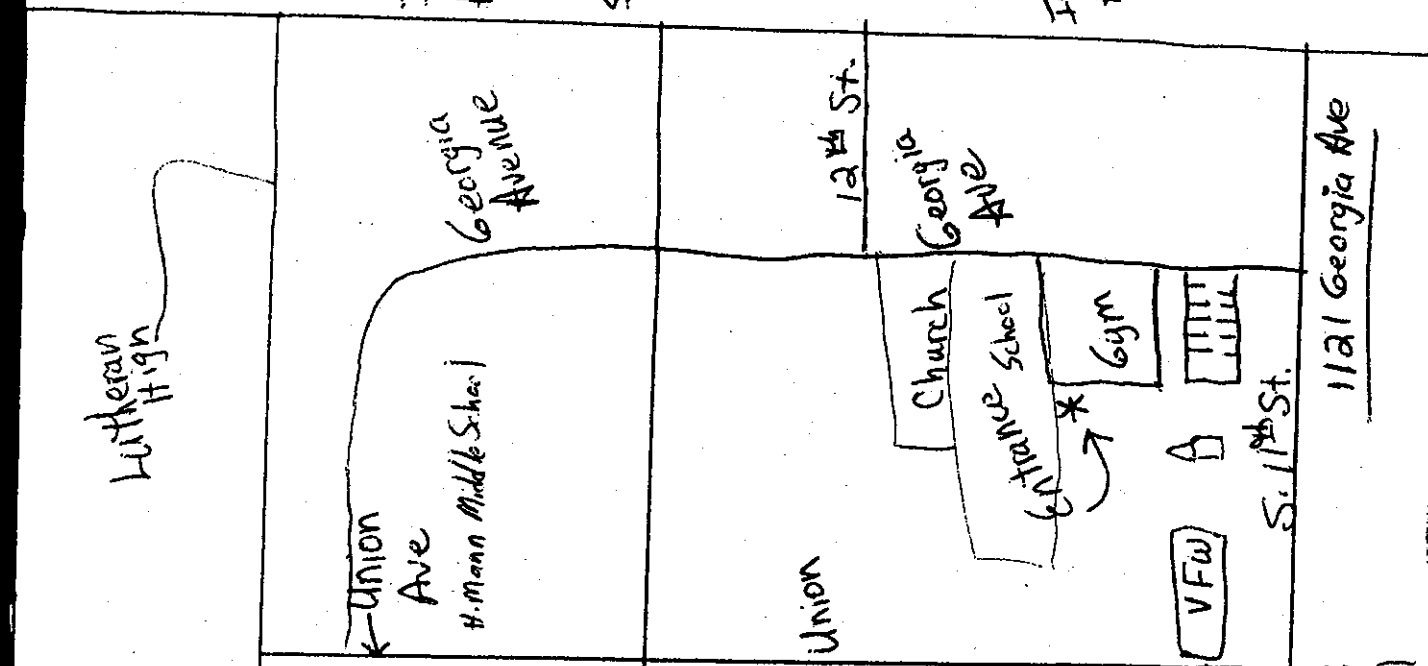 Lutheran
High
Georgia
Avenue
← Union
Ave
H. Mann Middle School
12th St.
Union
Georgia
Ave
Church
School
Entrance
*
Gym
VFW
S. 11th St.
1121 Georgia Ave